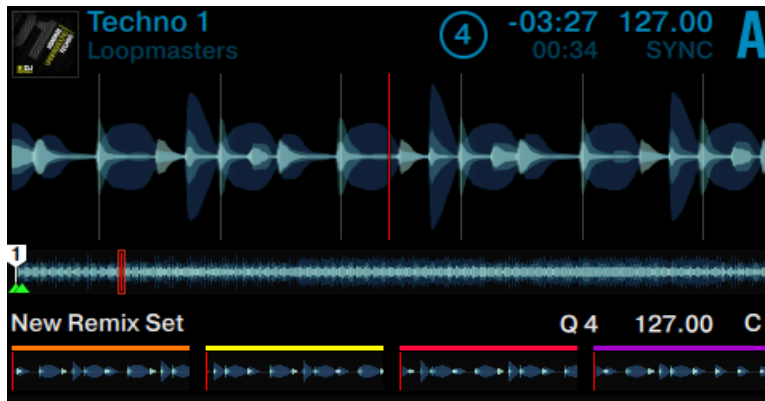 Techno 1
Loopmasters
4
-03:27
127.00
00:34
SYNC
A
1
New Remix Set
Q 4
127.00
C